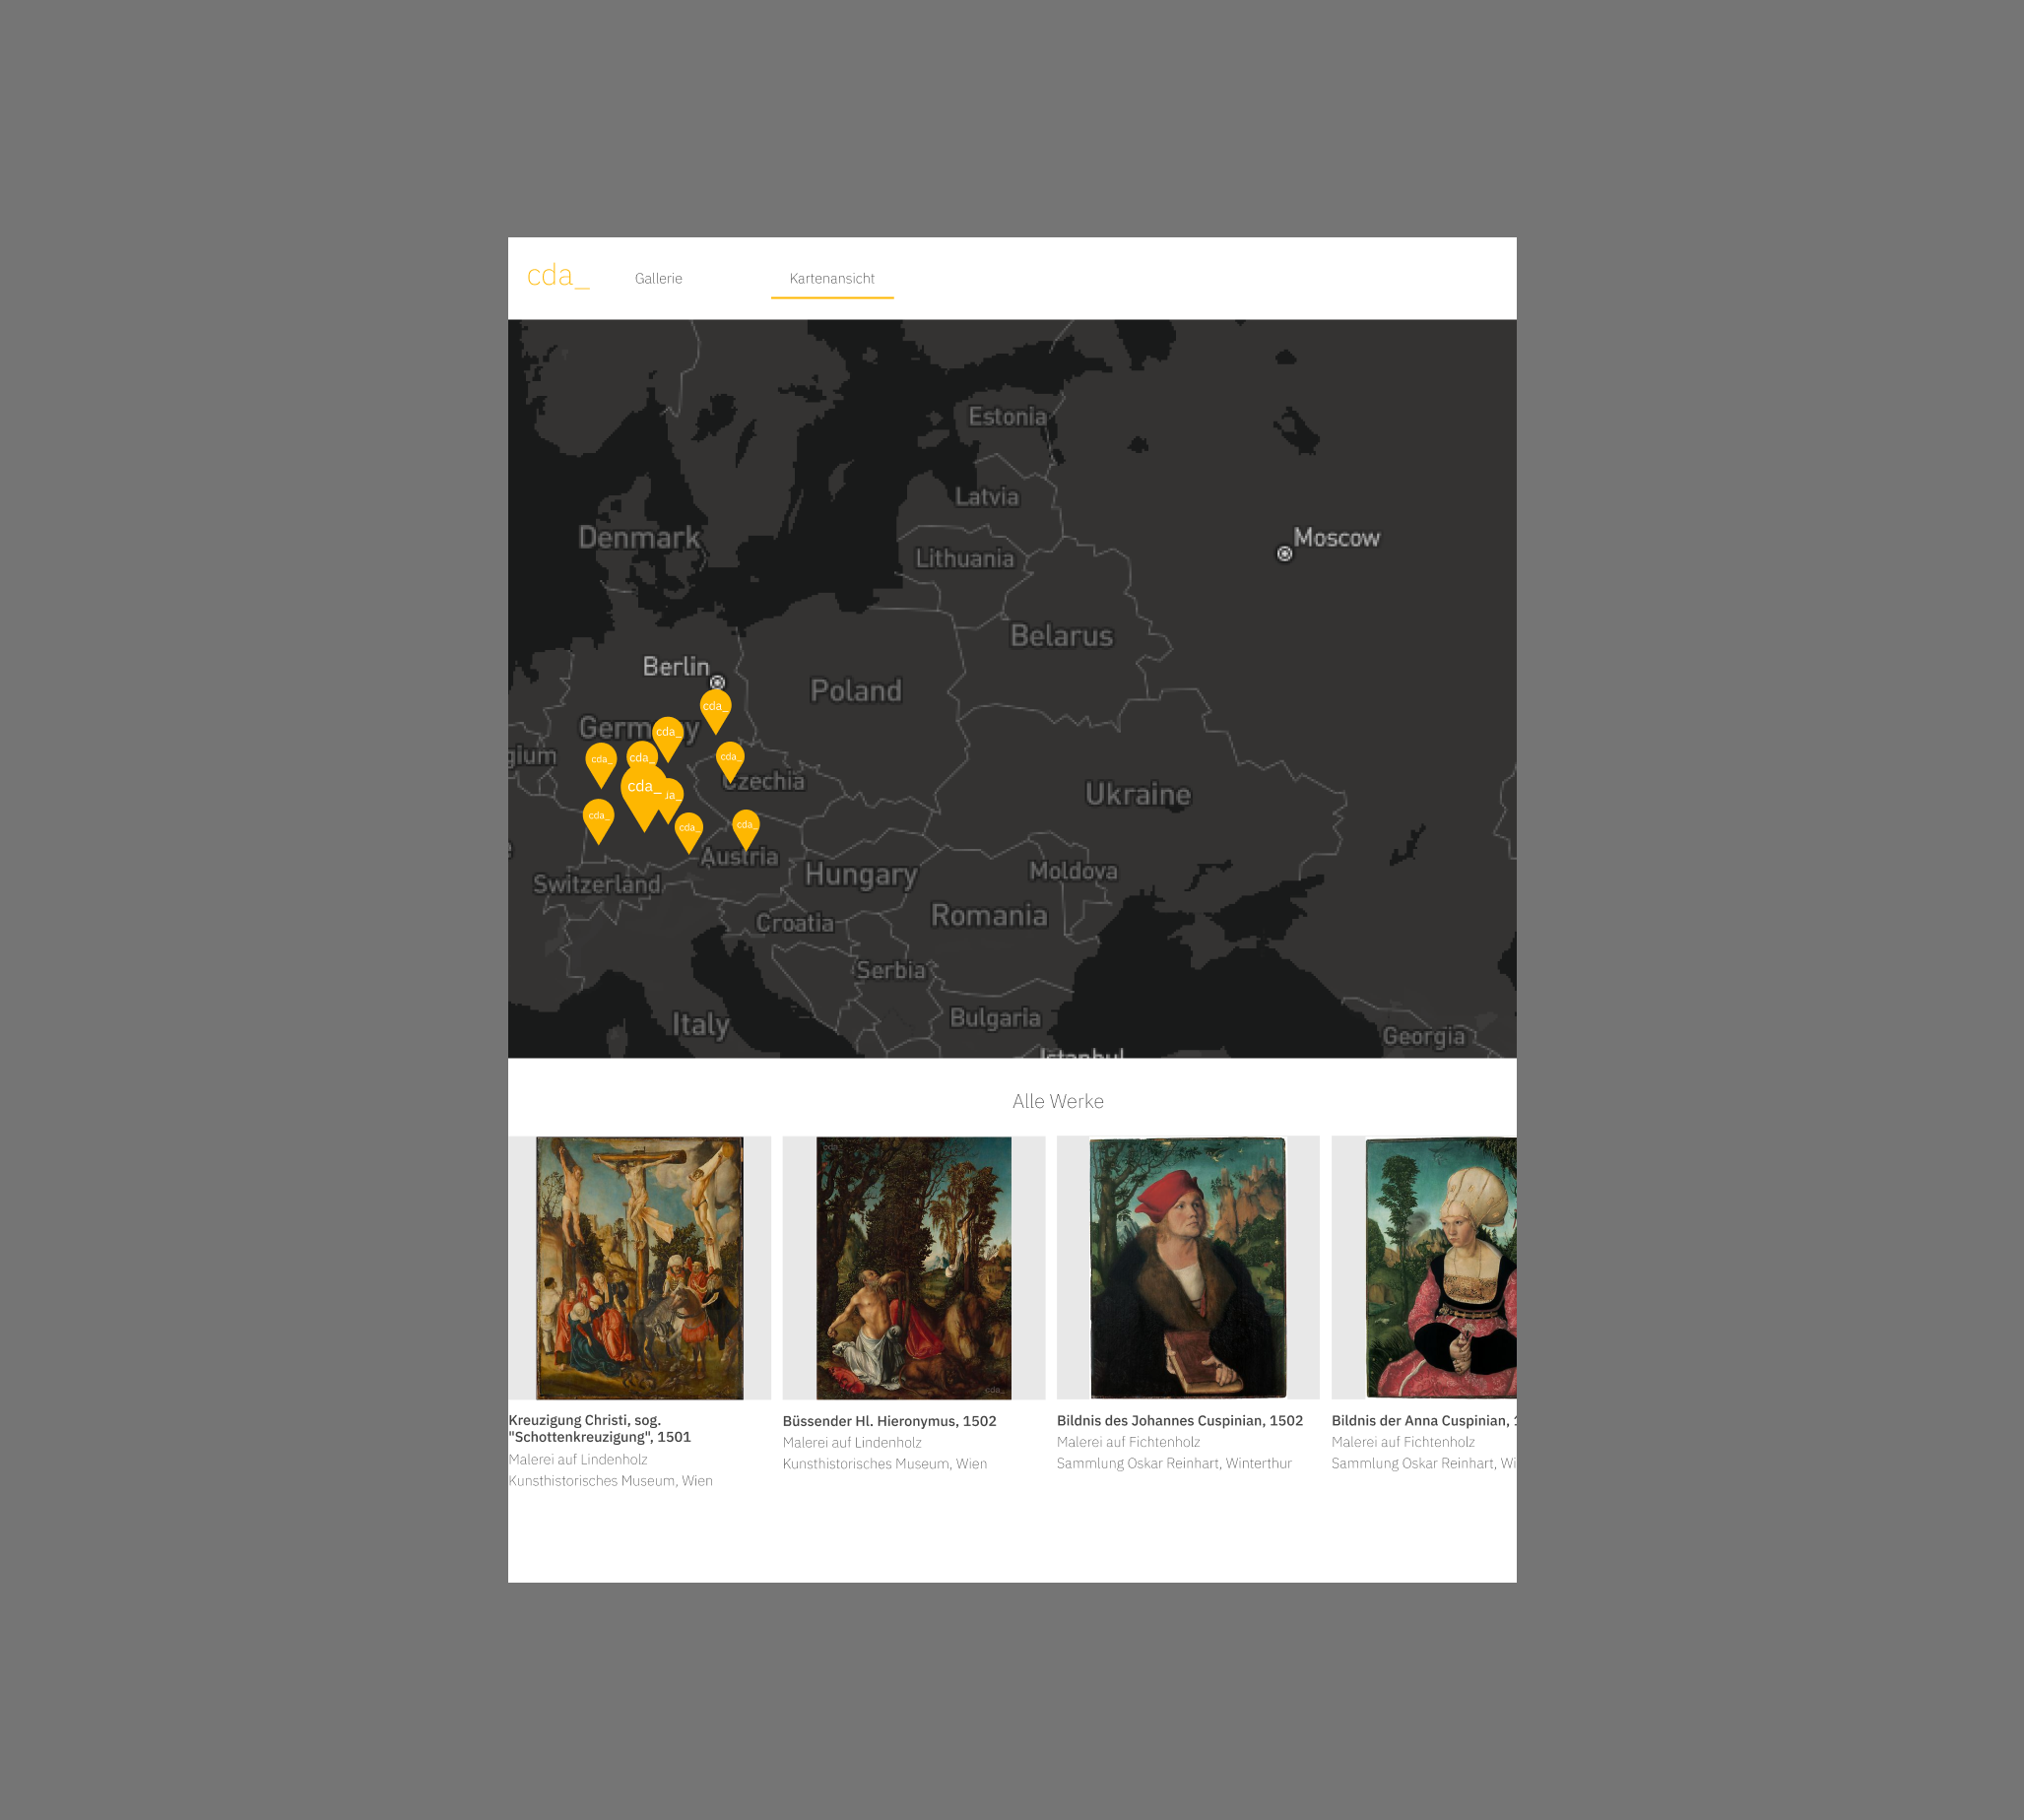 cda_
Gallerie
Kartenansicht
Estonia
Latvia
Denmark
Moscow
Lithuania
Belarus
Berlin
Poland
cda_
Germany
cda_
gium
cda_
cda_
cda_
Czechia
cda_
da_
Ukraine
cda_
cda_
cda_
Austria
Hungary
Moldova
Switzerland
Romania
Croatia
Serbia
Bulgaria
Italy
Georgia
Istanbul
Alle Werke
cda_
cda_
Kreuzigung Christi, sog.
"Schottenkreuzigung", 1501
Malerei auf Lindenholz
Kunsthistorisches Museum, Wien
Büssender Hl. Hieronymus, 1502
Malerei auf Lindenholz
Kunsthistorisches Museum, Wien
Bildnis des Johannes Cuspinian, 1502
Malerei auf Fichtenholz
Sammlung Oskar Reinhart, Winterthur
Bildnis der Anna Cuspinian, 1
Malerei auf Fichtenholz
Sammlung Oskar Reinhart, Wi